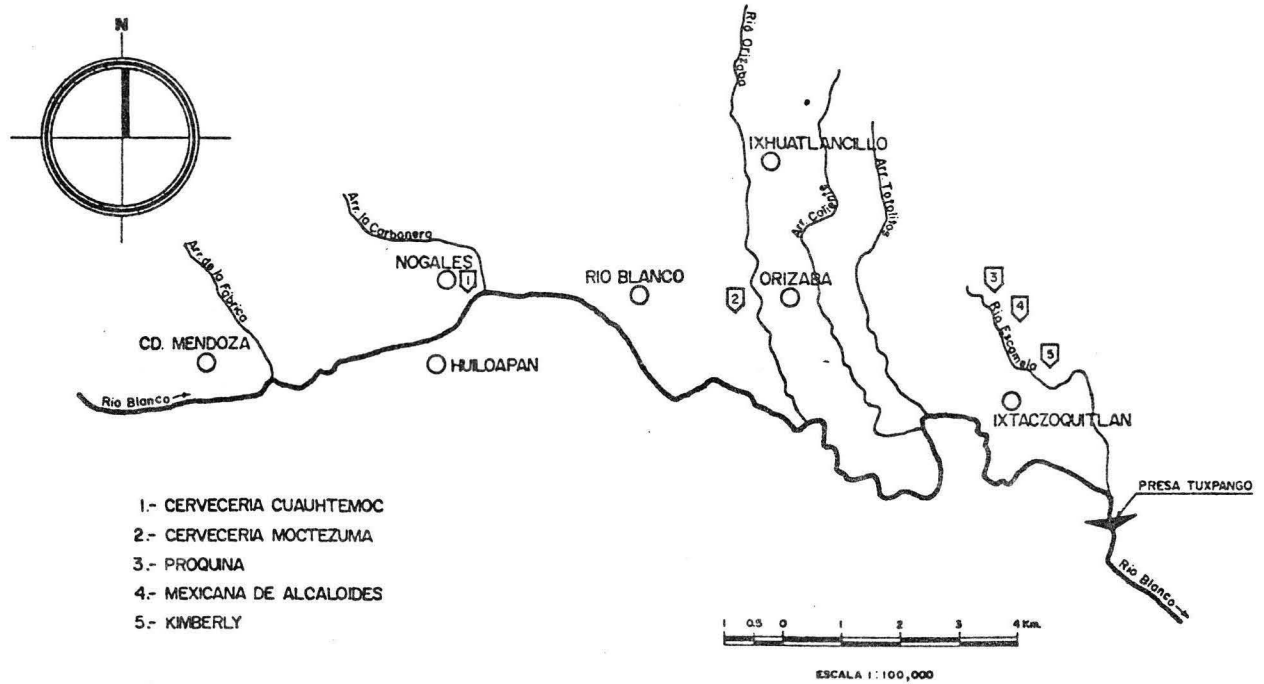 N
Río Orizaba
IXHUATLANCILLO
Arr. Totolitos
Arr. Caliente
Arr. la Carbonera
Arr. de la Fábrica
NOGALES
1
RIO BLANCO
2
ORIZABA
3
4
Río Escamela
5
CD. MENDOZA
HUILOAPAN
Río Blanco
IXTACZOQUITLAN
PRESA TUXPANGO
Río Blanco
1.- CERVECERIA CUAUHTEMOC
2.- CERVECERIA MOCTEZUMA
3.- PROQUINA
4.- MEXICANA DE ALCALOIDES
5.- KIMBERLY
1 0.5 0 1 2 3 4 Km.
ESCALA 1:100,000